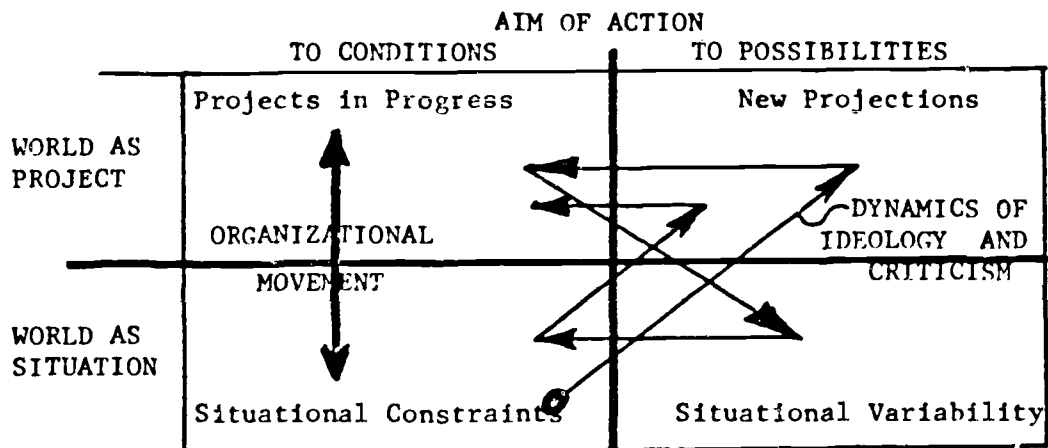 AIM OF ACTION
TO CONDITIONS TO POSSIBILITIES
Projects in Progress New Projections
WORLD AS
PROJECT
ORGANIZATIONAL
MOVEMENT
DYNAMICS OF
IDEOLOGY AND
CRITICISM
WORLD AS
SITUATION
Situational Constraints Situational Variability